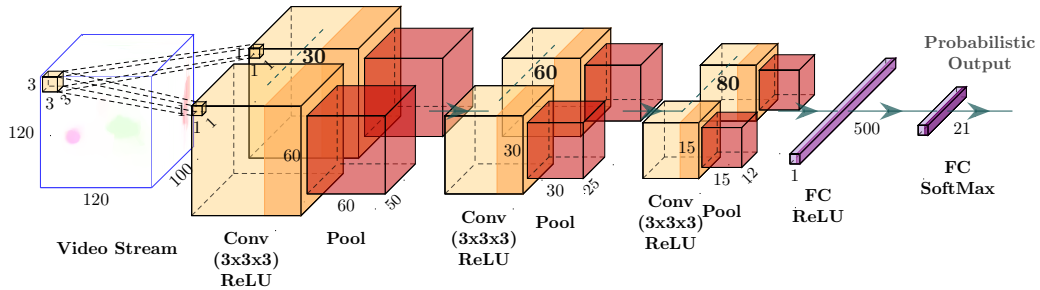 3
3
3
120
120
100
Video Stream
1
1
1
1
1
30
60
60
50
Conv
(3x3x3)
ReLU
Pool
60
30
30
25
Conv
(3x3x3)
ReLU
Pool
80
15
15
12
Conv
(3x3x3)
ReLU
Pool
1
500
FC
ReLU
21
FC
SoftMax
Probabilistic
Output